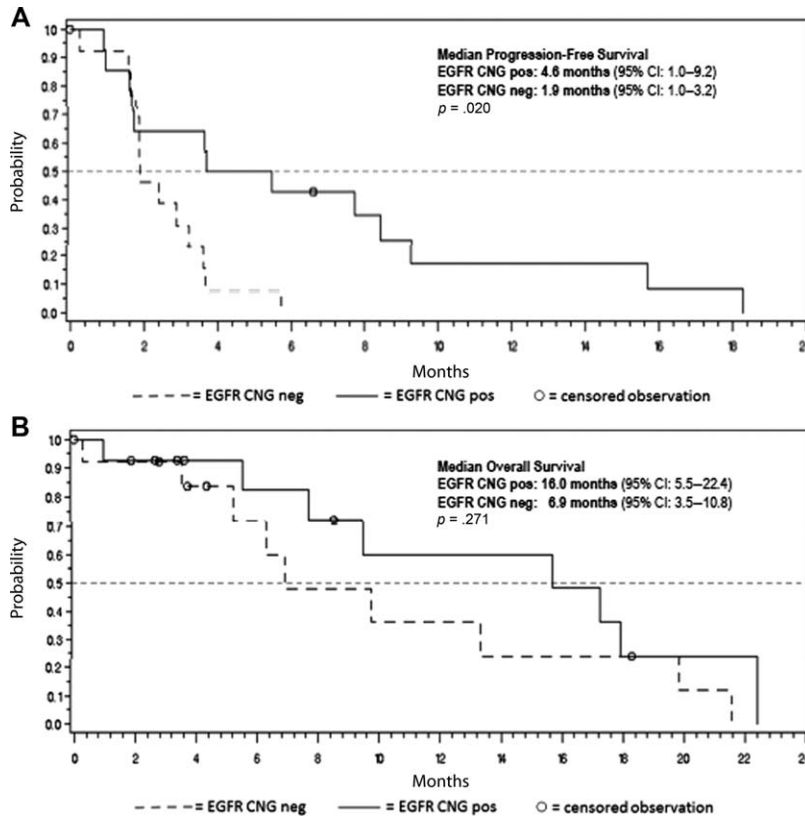 A
Median Progression-Free Survival
EGFR CNG pos: 4.6 months (95% CI: 1.0–9.2)
EGFR CNG neg: 1.9 months (95% CI: 1.0–3.2)
p = .020
Probability
1.0
0.9
0.8
0.7
0.6
0.5
0.4
0.3
0.2
0.1
0.0
0 2 4 6 8 10 12 14 16 18 20
Months
= EGFR CNG neg = EGFR CNG pos = censored observation
B
Median Overall Survival
EGFR CNG pos: 16.0 months (95% CI: 5.5–22.4)
EGFR CNG neg: 6.9 months (95% CI: 3.5–10.8)
p = .271
Probability
1.0
0.9
0.8
0.7
0.6
0.5
0.4
0.3
0.2
0.1
0.0
0 2 4 6 8 10 12 14 16 18 20 22
Months
= EGFR CNG neg = EGFR CNG pos = censored observation